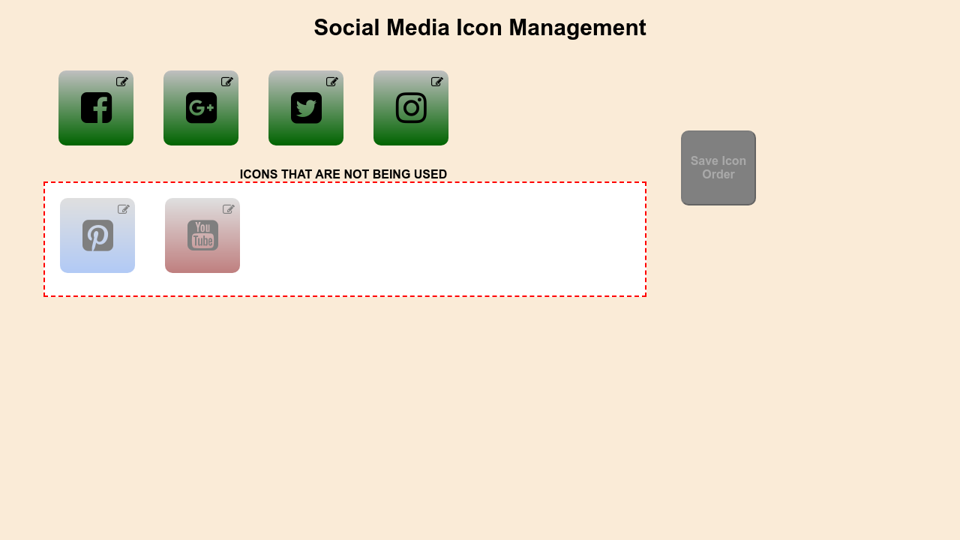 Social Media Icon Management
Save Icon
Order
ICONS THAT ARE NOT BEING USED
You
Tube